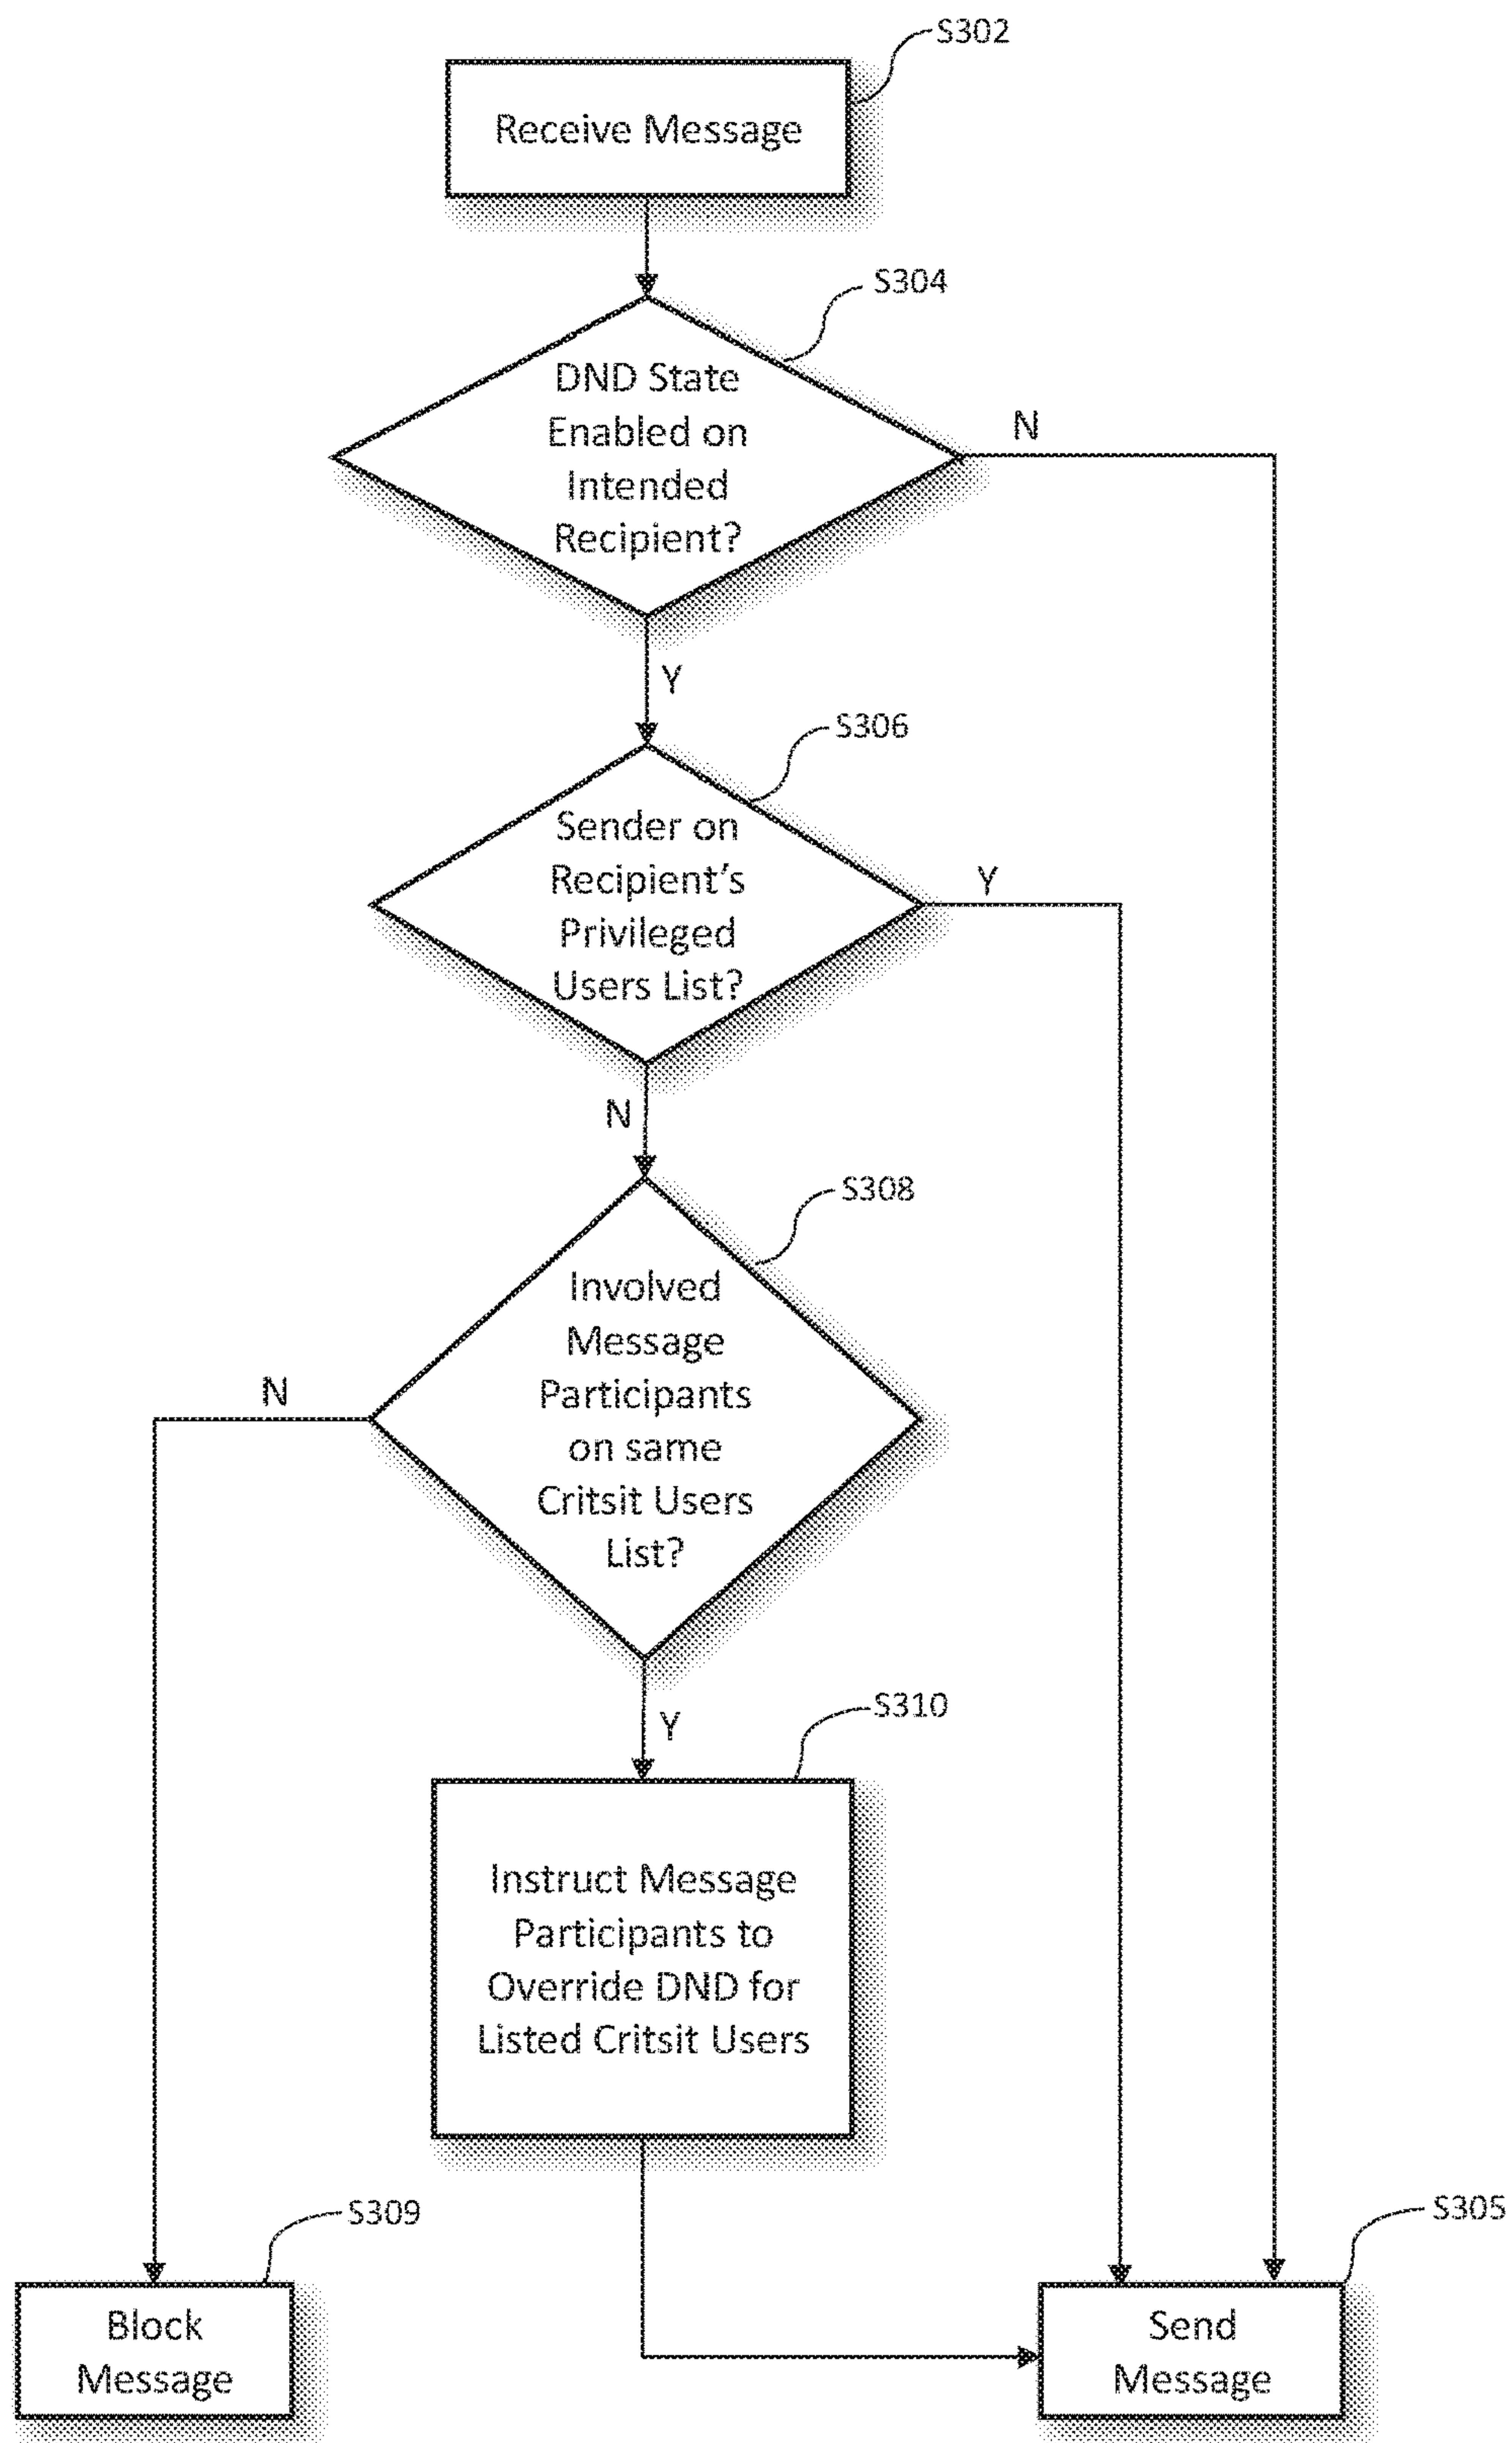 S302
Receive Message
S304
DND State
Enabled on
Intended
Recipient?
N
Y
S306
Sender on
Recipient's
Privileged
Users List?
Y
N
S308
Involved
Message
Participants
on same
Critsit Users
List?
N
Y
S310
Instruct Message
Participants to
Override DND for
Listed Critsit Users
S309
Block
Message
S305
Send
Message